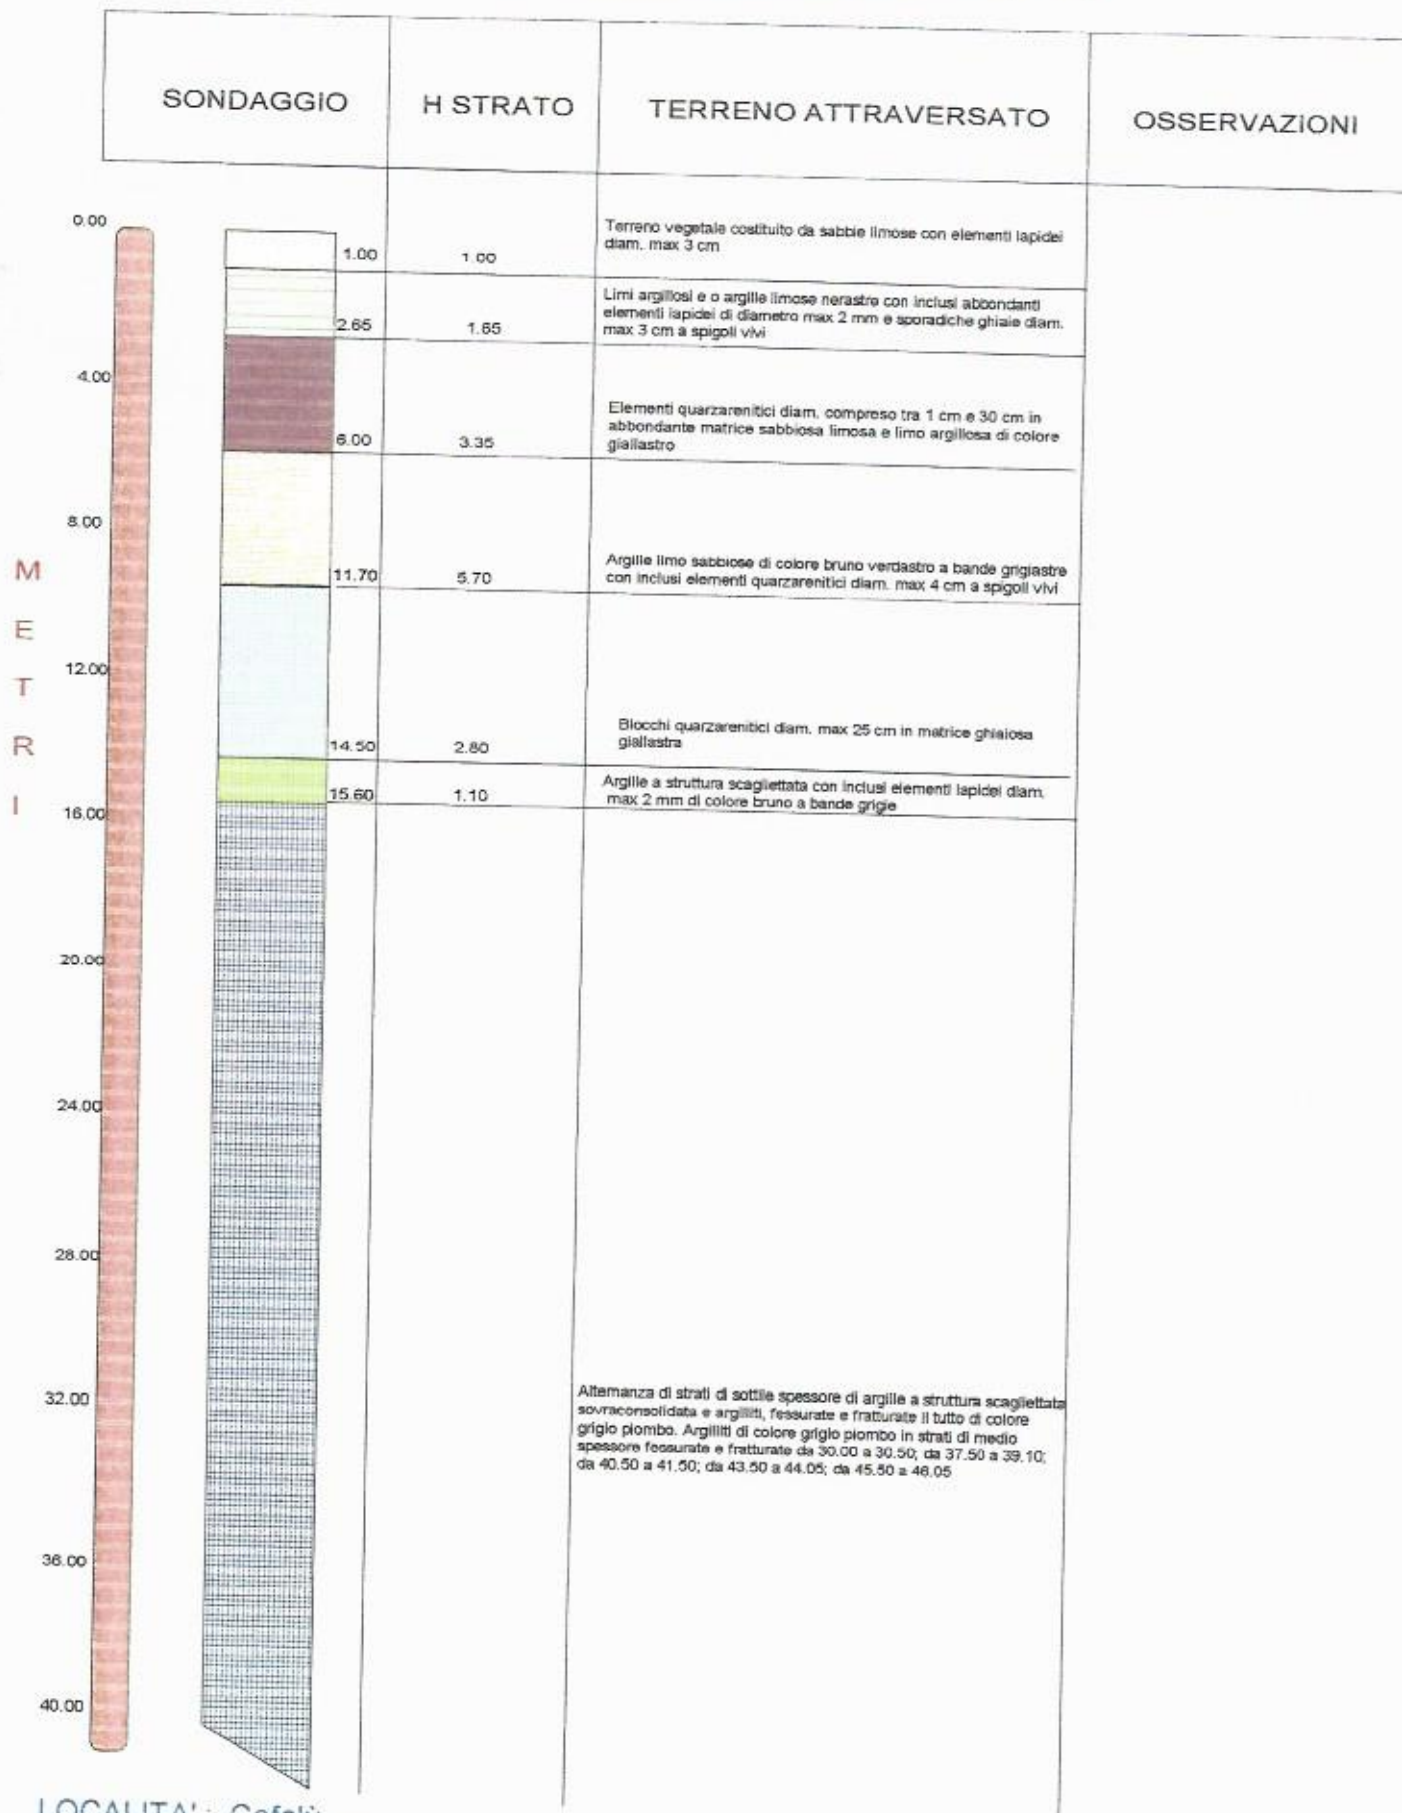 SONDAGGIO H STRATO TERRENO ATTRAVERSATO OSSERVAZIONI
0.00
Terreno vegetale costituito da sabbie limose con elementi lapidei
diam. max 3 cm
1.00 1.00
Limi argillosi e o argille limose nerastre con inclusi abbondanti
elementi lapidei di diametro max 2 mm e sporadiche ghiaie diam.
max 3 cm a spigoli vivi
2.65 1.65
4.00
Elementi quarzarenitici diam. compreso tra 1 cm e 30 cm in
abbondante matrice sabbiosa limosa e limo argillosa di colore
giallastro
6.00 3.35
8.00
Argille limo sabbiose di colore bruno verdastro a bande grigiastre
con inclusi elementi quarzarenitici diam. max 4 cm a spigoli vivi
11.70 5.70
12.00
Blocchi quarzarenitici diam. max 25 cm in matrice ghiaiosa
giallastra
14.50 2.80
Argille a struttura scagliettata con inclusi elementi lapidei diam.
max 2 mm di colore bruno a bande grigie
15.60 1.10
16.00
METRI
20.00
24.00
28.00
32.00
Alternanza di strati di sottile spessore di argille a struttura scagliettata
sovraconsolidata e argilliti, fessurate e fratturate il tutto di colore
grigio piombo. Argilliti di colore grigio piombo in strati di medio
spessore fessurate e fratturate da 30.00 a 30.50; da 37.50 a 39.10;
da 40.50 a 41.50; da 43.50 a 44.05; da 45.50 a 46.05
36.00
40.00
LOCALITA' : Cefalù